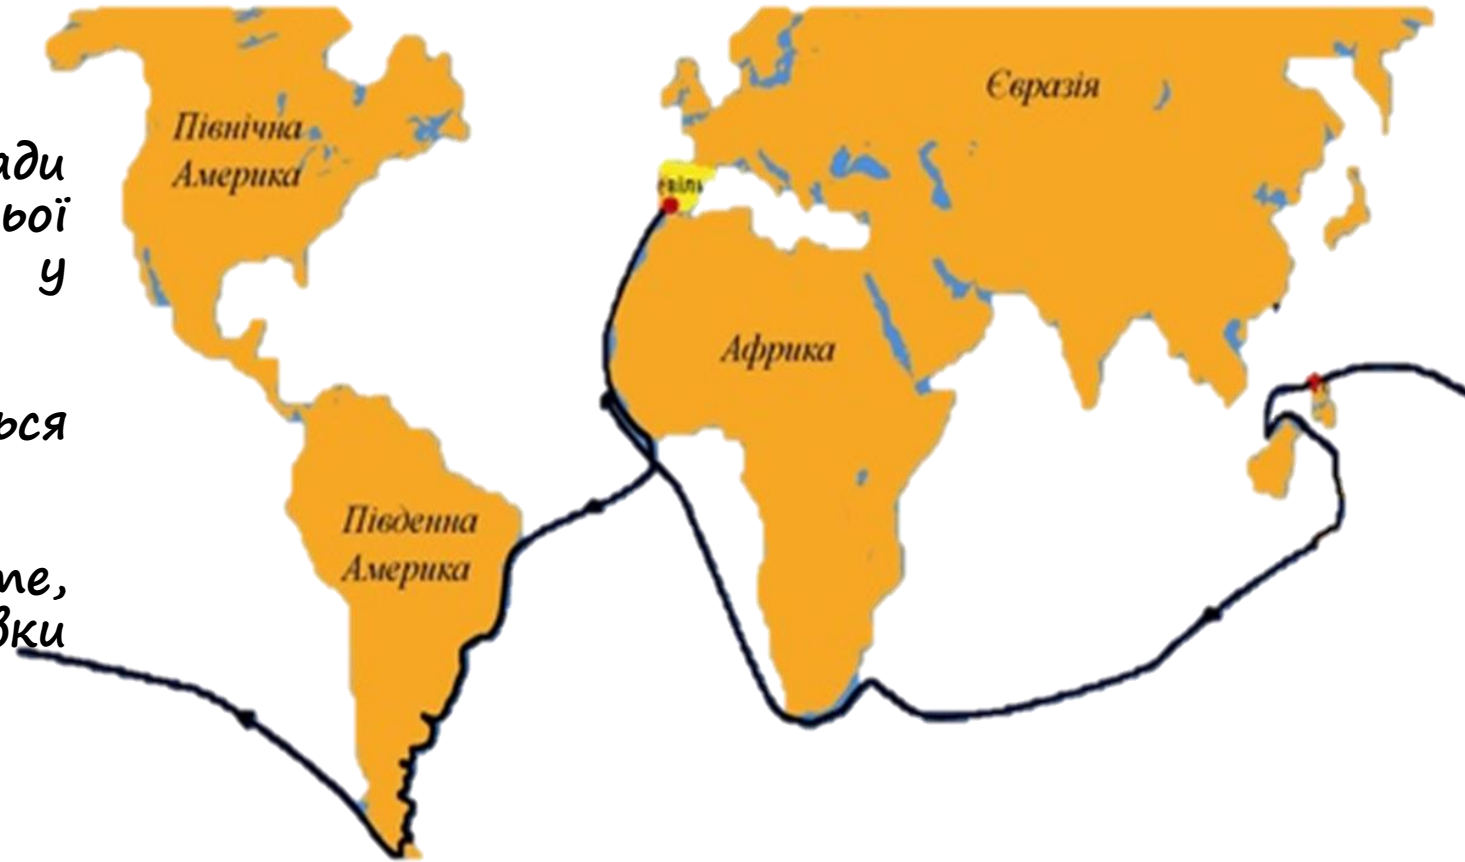 ади
ьої
у
ься
те,
вки
Північна
Америка
Євразія
Африка
Південна
Америка